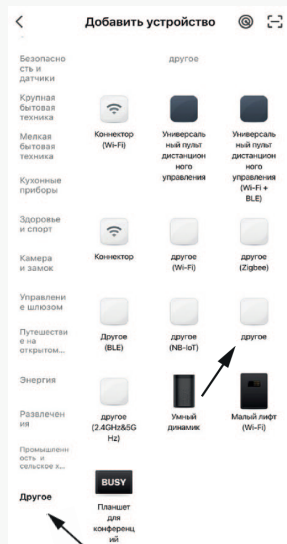 Добавить устройство
Безопасно
сть и
датчики
другое
Крупная
бытовая
техника
Мелкая
бытовая
техника
Кухонные
приборы
Здоровье
и спорт
Камера
и замок
Управлени
е шлюзом
Путешестви
е на
открытом...
Энергия
Развлечен
ия
Промышленн
ость и
сельское х...
Другое
Коннектор
(Wi-Fi)
Универсаль
ный пульт
дистанцион
ного
управления
Универсаль
ный пульт
дистанцион
ного
управления
(Wi-Fi +
BLE)
Коннектор
другое
(Wi-Fi)
другое
(Zigbee)
Другое
(BLE)
другое
(NB-IoT)
другое
другое
(2.4GHz&5G
Hz)
Умный
динамик
Малый лифт
(Wi-Fi)
BUSY
Планшет
для
конференц
ий